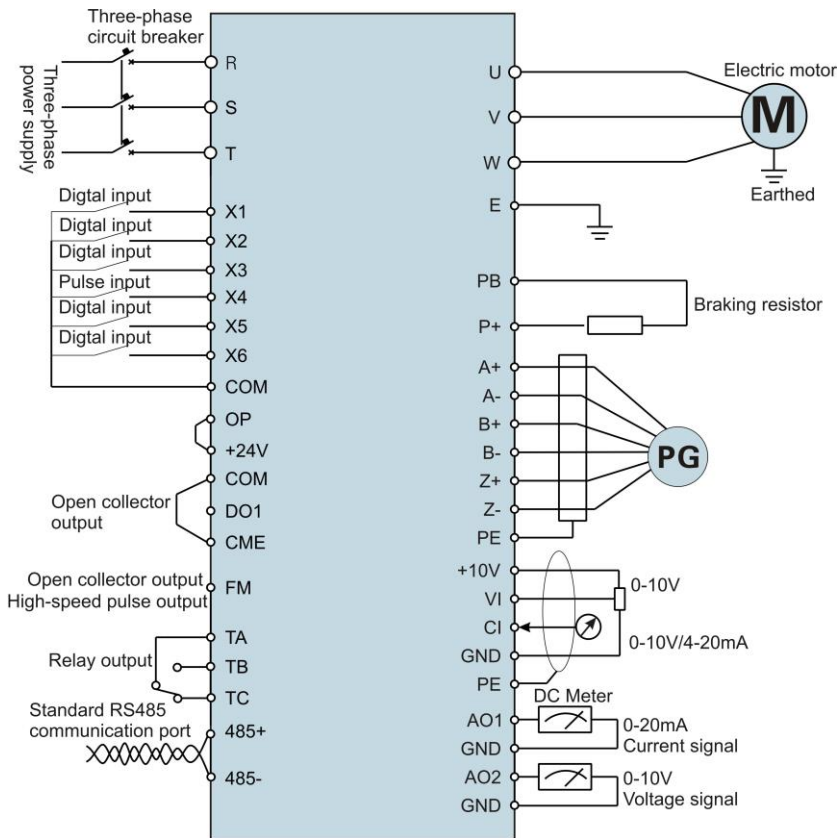 Three-phase
circuit breaker
Three-phase
power supply
R
S
T
Digtal input
X1
Digtal input
X2
Digtal input
X3
Pulse input
X4
Digtal input
X5
Digtal input
X6
COM
OP
+24V
COM
Open collector
output
DO1
CME
Open collector output
High-speed pulse output
FM
TA
Relay output
TB
TC
Standard RS485
communication port
485+
485-
U
V
W
Electric motor
M
Earthed
E
PB
P+
Braking resistor
A+
A-
B+
B-
Z+
Z-
PE
PG
+10V
VI
CI
GND
PE
0-10V
0-10V/4-20mA
DC Meter
AO1
GND
0-20mA
Current signal
AO2
GND
0-10V
Voltage signal